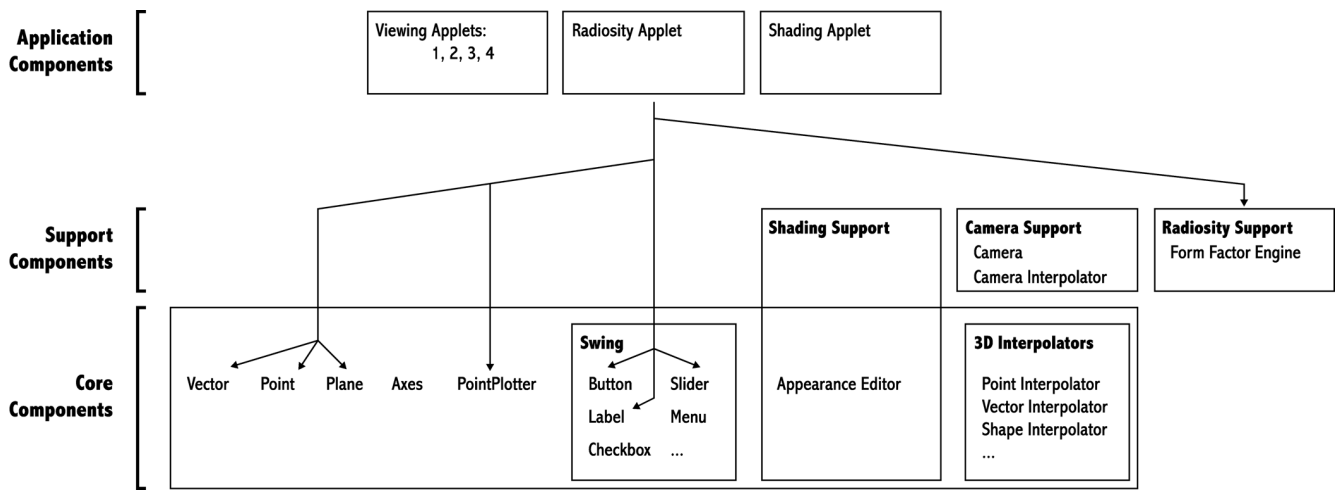 Application
Components
Viewing Applets:
1, 2, 3, 4
Radiosity Applet
Shading Applet
Support
Components
Shading Support
Camera Support
Camera
Camera Interpolator
Radiosity Support
Form Factor Engine
Core
Components
Vector
Point
Plane
Axes
PointPlotter
Swing
Button
Slider
Label
Menu
Checkbox
...
Appearance Editor
3D Interpolators
Point Interpolator
Vector Interpolator
Shape Interpolator
...